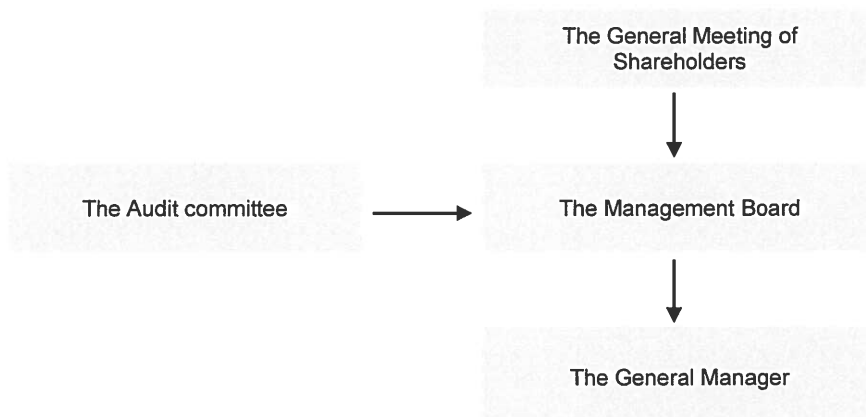 The General Meeting of
Shareholders
The Audit committee
The Management Board
The General Manager